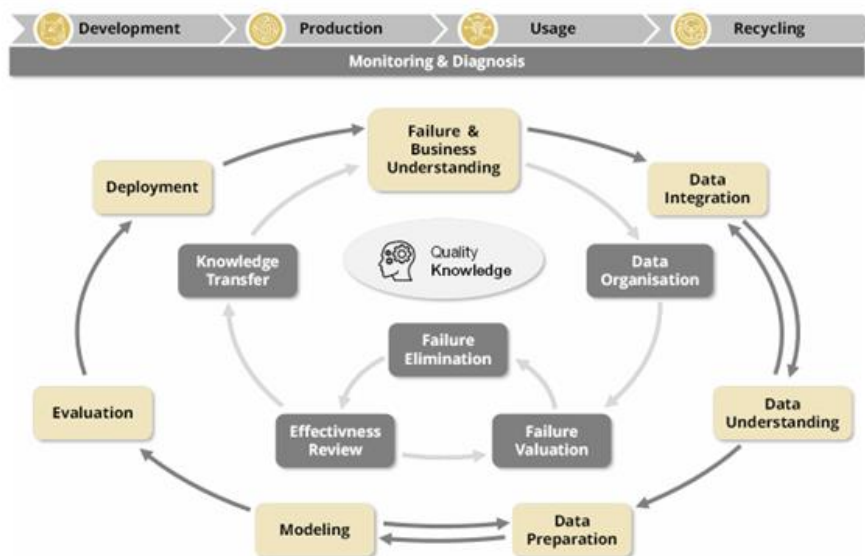 Development
Production
Usage
Recycling
Monitoring & Diagnosis
Failure &
Business
Understanding
Deployment
Data
Integration
Knowledge
Transfer
Quality
Knowledge
Data
Organisation
Failure
Elimination
Evaluation
Data
Understanding
Effectivness
Review
Failure
Valuation
Modeling
Data
Preparation